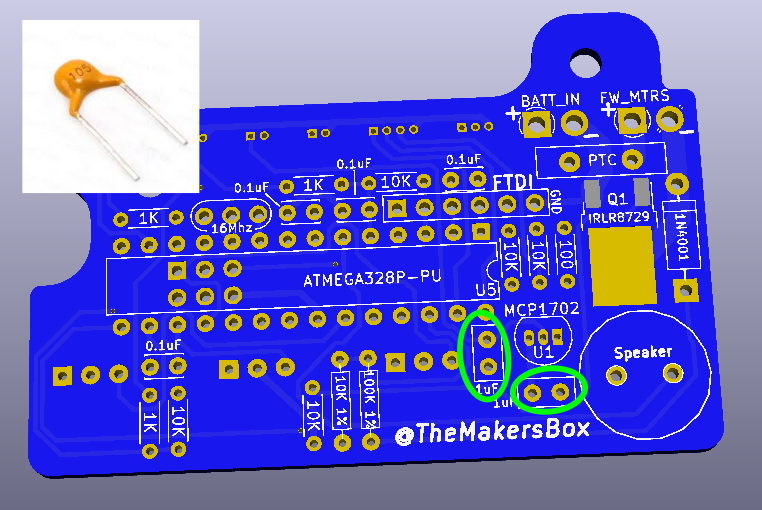 105
BATT_IN
FW_MTRS
+
+
-
-
PTC
0.1uF
0.1uF
1K
10K
FTDI
0.1uF
GND
Q1
IRLR8729
1N4001
1K
16Mhz
10K
10K
100
ATMEGA328P-PU
U5
MCP1702
U1
0.1uF
Speaker
10K 1%
1uF
1uF
1K
10K
10K
@TheMakersBox